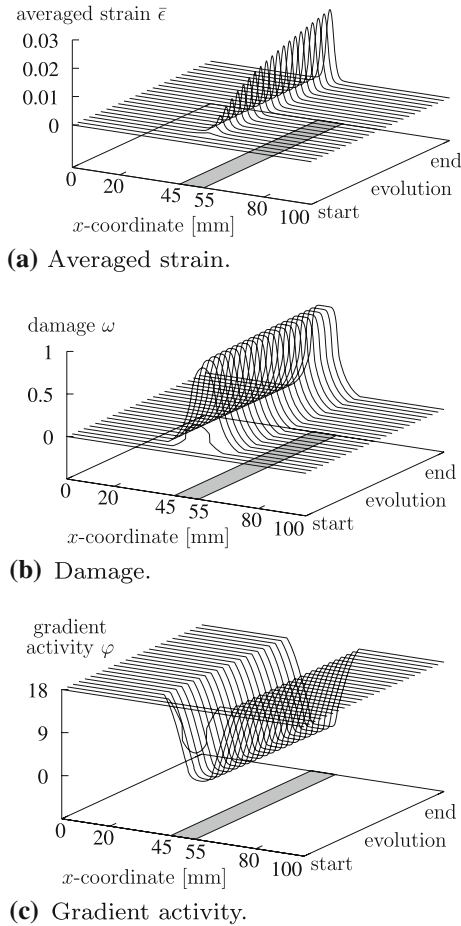 averaged strain ε̄
0.03
0.02
0.01
0
0
20
45
55
80
100
start
evolution
end
x-coordinate [mm]
(a) Averaged strain.
damage ω
1
0.5
0
0
20
45
55
80
100
start
evolution
end
x-coordinate [mm]
(b) Damage.
gradient
activity φ
18
9
0
0
20
45
55
80
100
start
evolution
end
x-coordinate [mm]
(c) Gradient activity.